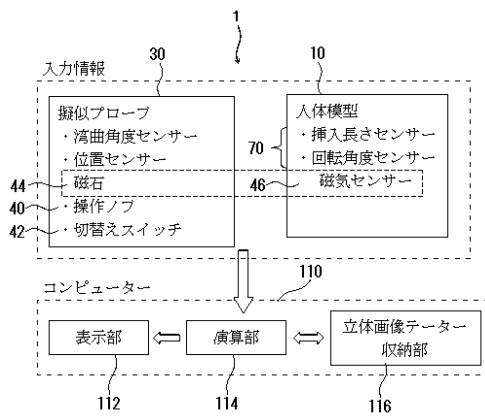 1
入力情報
30
10
擬似プローブ
・湾曲角度センサー
・位置センサー
44
磁石
40
・操作ノブ
42
・切替えスイッチ
人体模型
70
・挿入長さセンサー
・回転角度センサー
46
磁気センサー
コンピューター
110
表示部
演算部
立体画像テーター
収納部
112
114
116